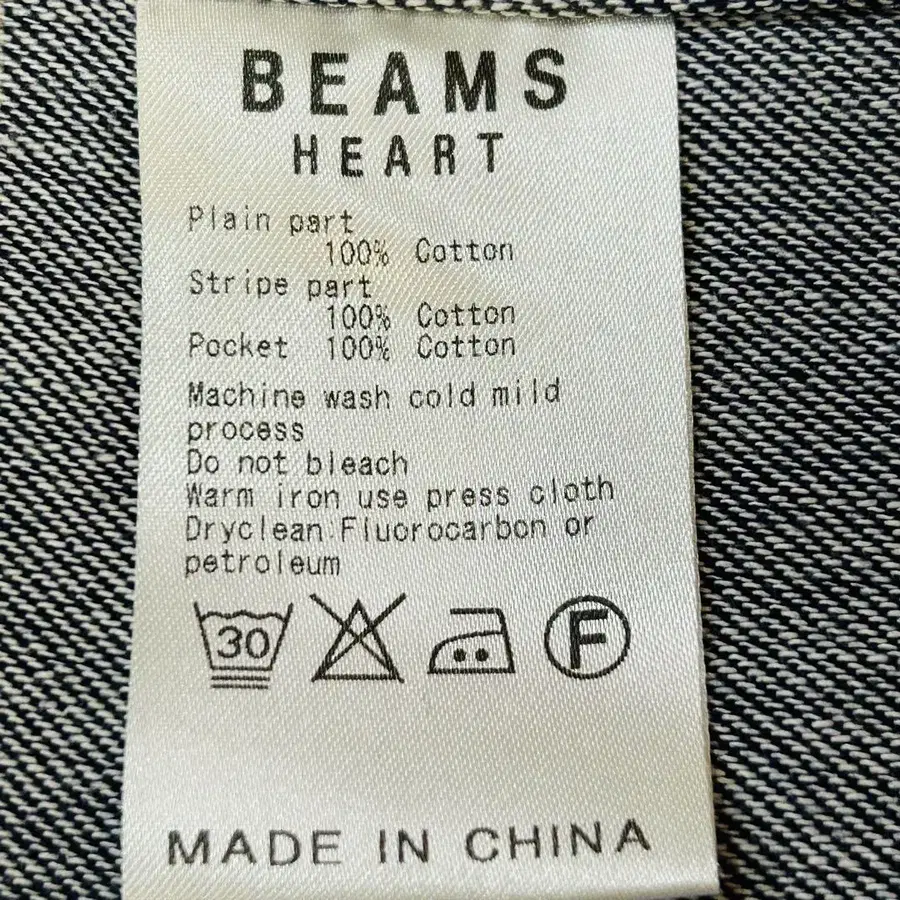 BEAMS
HEART
Plain part
100% Cotton
Stripe part
100% Cotton
Pocket 100% Cotton
Machine wash cold mild
process
Do not bleach
Warm iron use press cloth
Dryclean:Fluorocarbon or
petroleum
30 F
MADE IN CHINA